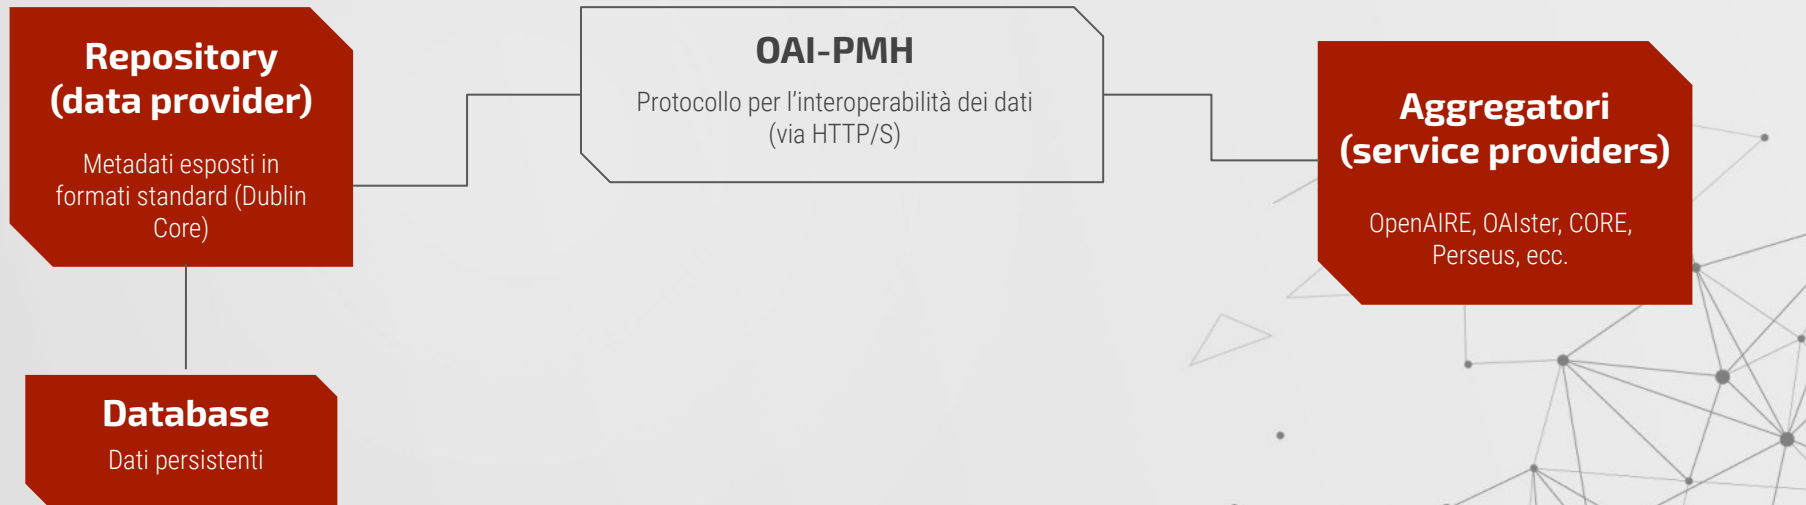 Repository
(data provider)
Metadati esposti in
formati standard (Dublin
Core)
OAI-PMH
Protocollo per l'interoperabilità dei dati
(via HTTP/S)
Aggregatori
(service providers)
OpenAIRE, OAIster, CORE,
Perseus, ecc.
Database
Dati persistenti